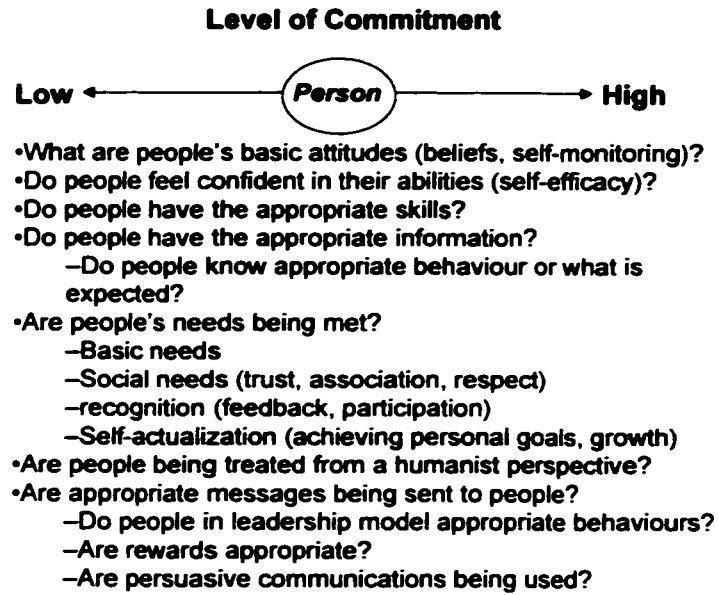 Level of Commitment
Low Person High
•What are people's basic attitudes (beliefs, self-monitoring)?
•Do people feel confident in their abilities (self-efficacy)?
•Do people have the appropriate skills?
•Do people have the appropriate information?
–Do people know appropriate behaviour or what is
expected?
•Are people's needs being met?
–Basic needs
–Social needs (trust, association, respect)
–recognition (feedback, participation)
–Self-actualization (achieving personal goals, growth)
•Are people being treated from a humanist perspective?
•Are appropriate messages being sent to people?
–Do people in leadership model appropriate behaviours?
–Are rewards appropriate?
–Are persuasive communications being used?